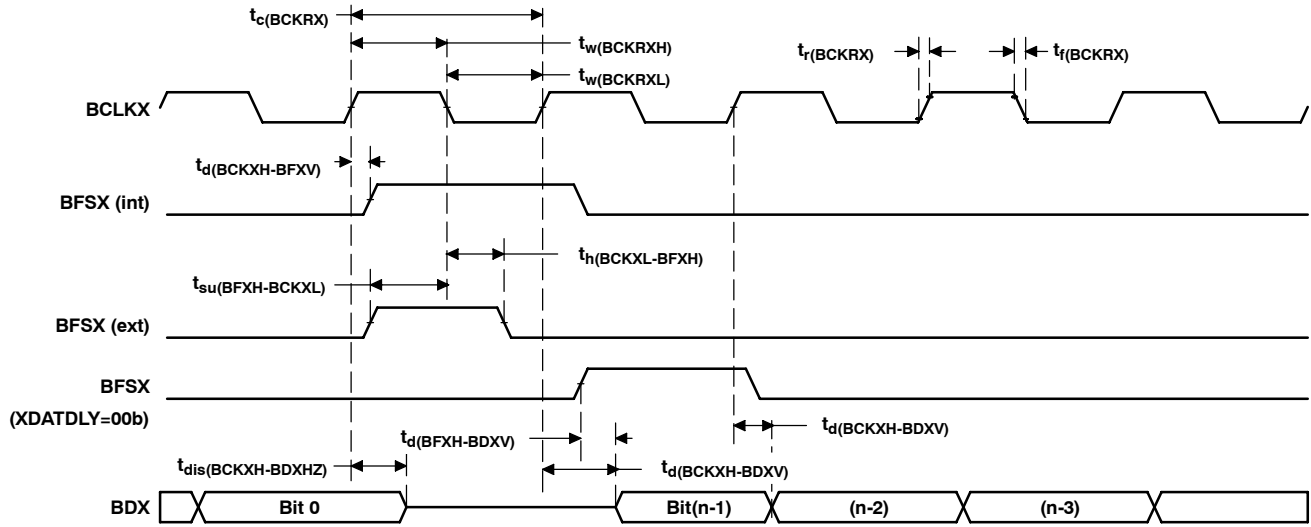 tc(BCKRX)
tw(BCKRXH)
tr(BCKRX)
tf(BCKRX)
tw(BCKRXL)
BCLKX
td(BCKXH-BFXV)
BFSX (int)
th(BCKXL-BFXH)
tsu(BFXH-BCKXL)
BFSX (ext)
BFSX
(XDATDLY=00b)
td(BFXH-BDXV)
td(BCKXH-BDXV)
tdis(BCKXH-BDXHZ)
td(BCKXH-BDXV)
BDX
Bit 0
Bit(n-1)
(n-2)
(n-3)